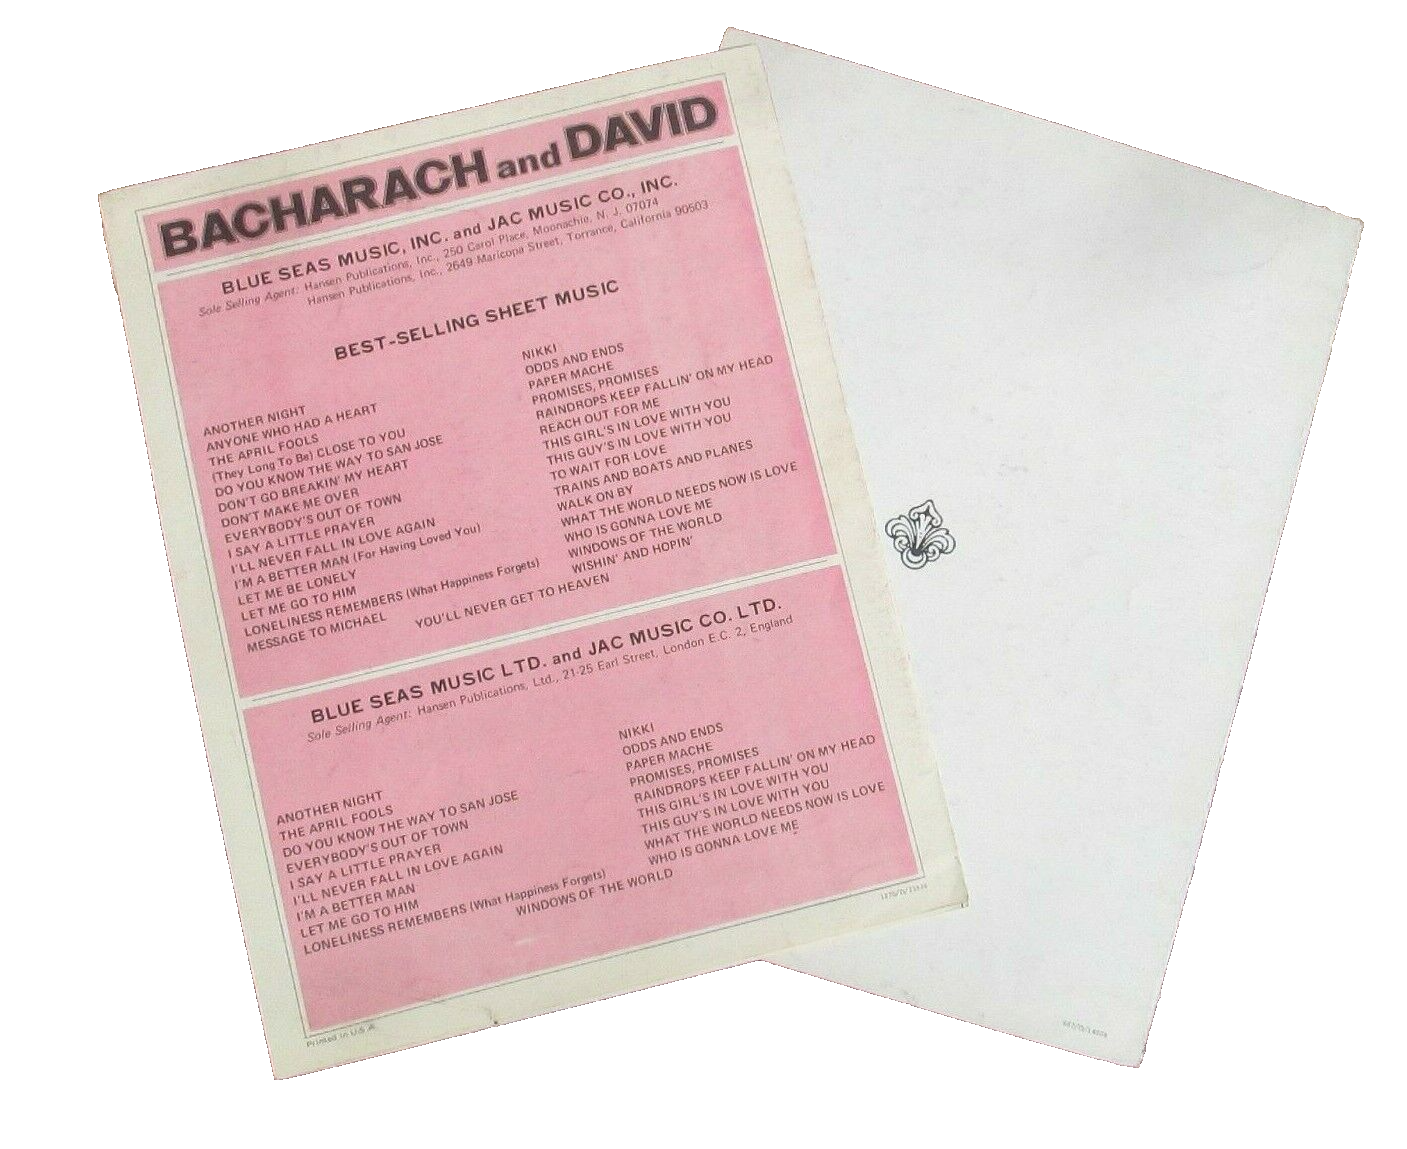 BACHARACH and DAVID
BLUE SEAS MUSIC, INC. and JAC MUSIC CO., INC.
Sole Selling Agent: Hansen Publications, Inc., 250 Carol Place, Moonachie, N. J. 07074
Hansen Publications, Inc., 2649 Maricopa Street, Torrance, California 90503
BEST-SELLING SHEET MUSIC
ANOTHER NIGHT
ANYONE WHO HAD A HEART
THE APRIL FOOLS
(They Long To Be) CLOSE TO YOU
DO YOU KNOW THE WAY TO SAN JOSE
DON'T GO BREAKIN' MY HEART
DON'T MAKE ME OVER
EVERYBODY'S OUT OF TOWN
I SAY A LITTLE PRAYER
I'LL NEVER FALL IN LOVE AGAIN
I'M A BETTER MAN (For Having Loved You)
LET ME BE LONELY
LET ME GO TO HIM
LONELINESS REMEMBERS (What Happiness Forgets)
MESSAGE TO MICHAEL
NIKKI
ODDS AND ENDS
PAPER MACHE
PROMISES, PROMISES
RAINDROPS KEEP FALLIN' ON MY HEAD
REACH OUT FOR ME
THIS GIRL'S IN LOVE WITH YOU
THIS GUY'S IN LOVE WITH YOU
TO WAIT FOR LOVE
TRAINS AND BOATS AND PLANES
WALK ON BY
WHAT THE WORLD NEEDS NOW IS LOVE
WHO IS GONNA LOVE ME
WINDOWS OF THE WORLD
WISHIN' AND HOPIN'
YOU'LL NEVER GET TO HEAVEN
BLUE SEAS MUSIC LTD. and JAC MUSIC CO. LTD.
Sole Selling Agent: Hansen Publications, Ltd., 21-25 Earl Street, London E.C. 2, England
ANOTHER NIGHT
THE APRIL FOOLS
DO YOU KNOW THE WAY TO SAN JOSE
EVERYBODY'S OUT OF TOWN
I SAY A LITTLE PRAYER
I'LL NEVER FALL IN LOVE AGAIN
I'M A BETTER MAN
LET ME GO TO HIM
LONELINESS REMEMBERS (What Happiness Forgets)
NIKKI
ODDS AND ENDS
PAPER MACHE
PROMISES, PROMISES
RAINDROPS KEEP FALLIN' ON MY HEAD
THIS GIRL'S IN LOVE WITH YOU
THIS GUY'S IN LOVE WITH YOU
WHAT THE WORLD NEEDS NOW IS LOVE
WHO IS GONNA LOVE ME
WINDOWS OF THE WORLD
Printed in U.S.A.